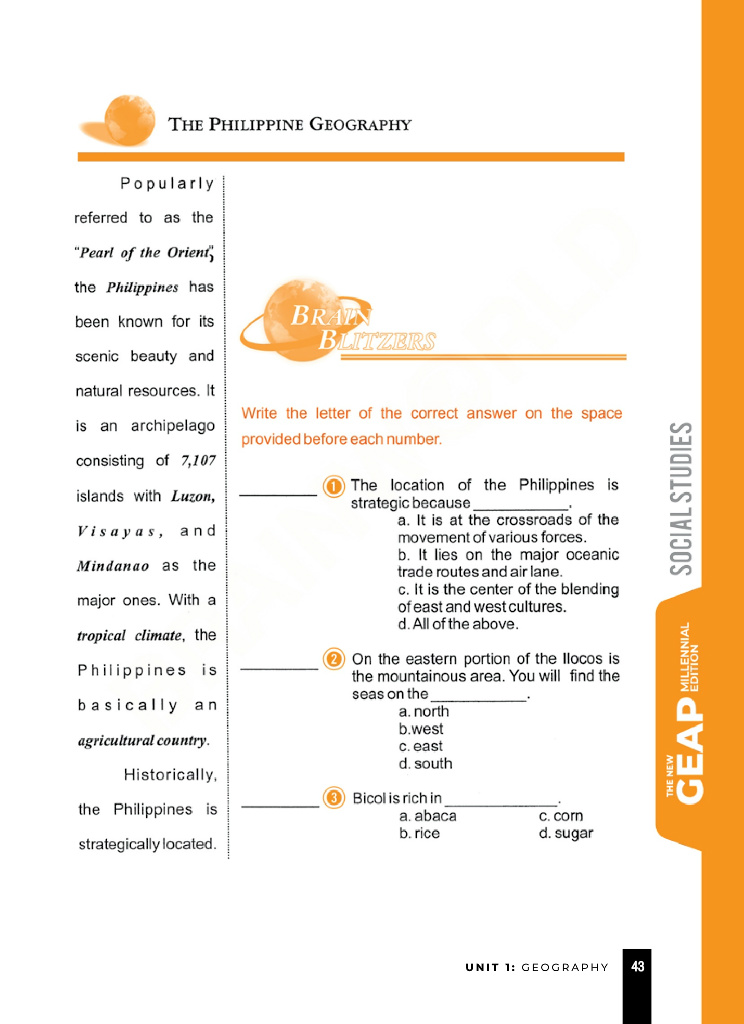 THE PHILIPPINE GEOGRAPHY
Popularly
referred to as the
"Pearl of the Orient",
the Philippines has
been known for its
scenic beauty and
natural resources. It
is an archipelago
consisting of 7,107
islands with Luzon,
Visayas, and
Mindanao as the
major ones. With a
tropical climate, the
Philippines is
basically an
agricultural country.
Historically,
the Philippines is
strategically located.
BRAIN
BLITZERS
Write the letter of the correct answer on the space
provided before each number.
__________ 1 The location of the Philippines is
strategic because ____________.
a. It is at the crossroads of the
movement of various forces.
b. It lies on the major oceanic
trade routes and air lane.
c. It is the center of the blending
of east and west cultures.
d. All of the above.
__________ 2 On the eastern portion of the Ilocos is
the mountainous area. You will find the
seas on the ____________.
a. north
b. west
c. east
d. south
__________ 3 Bicol is rich in ______________.
a. abaca c. corn
b. rice d. sugar
SOCIAL STUDIES
THE NEW
GEAP
MILLENNIAL
EDITION
UNIT 1: GEOGRAPHY 43